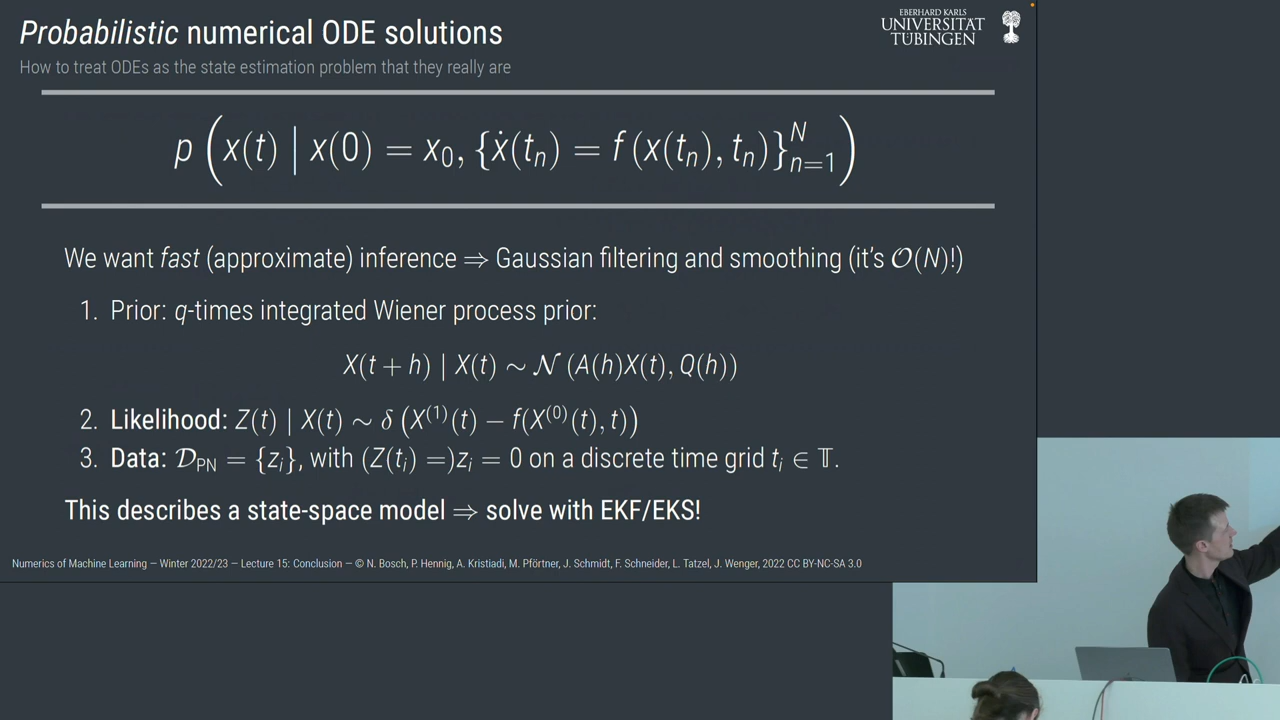 Probabilistic numerical ODE solutions
How to treat ODEs as the state estimation problem that they really are
EBERHARD KARLS
UNIVERSITÄT
TÜBINGEN
p ( x(t) | x(0) = x₀, {ẋ(tₙ) = f(x(tₙ), tₙ)}ₙ₌₁ᴺ )
We want fast (approximate) inference ⇒ Gaussian filtering and smoothing (it's 𝒪(N)!)
1. Prior: q-times integrated Wiener process prior:
X(t + h) | X(t) ∼ 𝒩 (A(h)X(t), Q(h))
2. Likelihood: Z(t) | X(t) ∼ δ (X⁽¹⁾(t) − f(X⁽⁰⁾(t), t))
3. Data: 𝒟_PN = {zᵢ}, with (Z(tᵢ) =)zᵢ = 0 on a discrete time grid tᵢ ∈ 𝕋.
This describes a state-space model ⇒ solve with EKF/EKS!
Numerics of Machine Learning — Winter 2022/23 — Lecture 15: Conclusion — © N. Bosch, P. Hennig, A. Kristiadi, M. Pförtner, J. Schmidt, F. Schneider, L. Tatzel, J. Wenger, 2022 CC BY-NC-SA 3.0